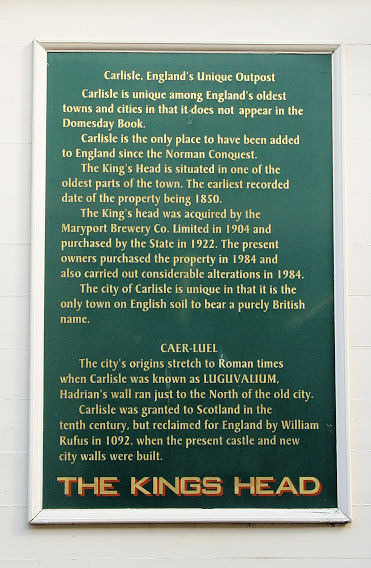 Carlisle, England's Unique Outpost
Carlisle is unique among England's oldest
towns and cities in that it does not appear in the
Domesday Book.
Carlisle is the only place to have been added
to England since the Norman Conquest.
The King's Head is situated in one of the
oldest parts of the town. The earliest recorded
date of the property being 1850.
The King's head was acquired by the
Maryport Brewery Co. Limited in 1904 and
purchased by the State in 1922. The present
owners purchased the property in 1984 and
also carried out considerable alterations in 1984.
The city of Carlisle is unique in that it is the
only town on English soil to bear a purely British
name.
CAER-LUEL
The city's origins stretch to Roman times
when Carlisle was known as LUGUVALIUM,
Hadrian's wall ran just to the North of the old city.
Carlisle was granted to Scotland in the
tenth century, but reclaimed for England by William
Rufus in 1092, when the present castle and new
city walls were built.
THE KINGS HEAD